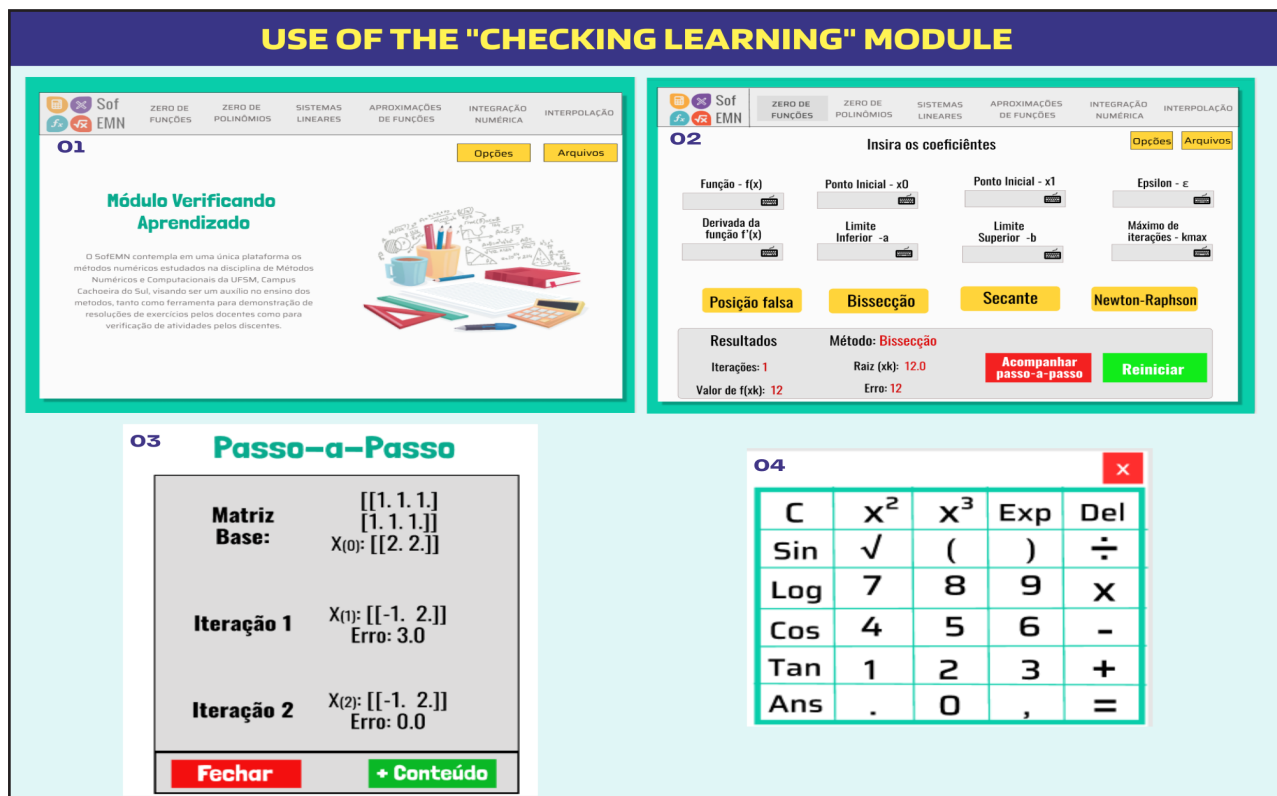 USE OF THE "CHECKING LEARNING" MODULE
Sof
EMN
ZERO DE
FUNÇÕES
ZERO DE
POLINÔMIOS
SISTEMAS
LINEARES
APROXIMAÇÕES
DE FUNÇÕES
INTEGRAÇÃO
NUMÉRICA
INTERPOLAÇÃO
01
Opções
Arquivos
Módulo Verificando
Aprendizado
O SofEMN contempla em uma única plataforma os
métodos numéricos estudados na disciplina de Métodos
Numéricos e Computacionais da UFSM, Campus
Cachoeira do Sul, visando ser um auxílio no ensino dos
metodos, tanto como ferramenta para demonstração de
resoluções de exercícios pelos docentes como para
verificação de atividades pelos discentes.
Sof
EMN
ZERO DE
FUNÇÕES
ZERO DE
POLINÔMIOS
SISTEMAS
LINEARES
APROXIMAÇÕES
DE FUNÇÕES
INTEGRAÇÃO
NUMÉRICA
INTERPOLAÇÃO
02
Insira os coeficiêntes
Opções
Arquivos
Função - f(x)
Ponto Inicial - x0
Ponto Inicial - x1
Epsilon - ε
Derivada da
função f'(x)
Limite
Inferior -a
Limite
Superior -b
Máximo de
iterações - kmax
Posição falsa
Bissecção
Secante
Newton-Raphson
Resultados
Método: Bissecção
Iterações: 1
Raiz (xk): 12.0
Valor de f(xk): 12
Erro: 12
Acompanhar
passo-a-passo
Reiniciar
03
Passo-a-Passo
Matriz
Base:
[[1. 1. 1.]
[1. 1. 1.]]
X(0): [[2. 2.]]
Iteração 1
X(1): [[-1. 2.]]
Erro: 3.0
Iteração 2
X(2): [[-1. 2.]]
Erro: 0.0
Fechar
+ Conteúdo
04
x
C x² x³ Exp Del
Sin √ ( ) ÷
Log 7 8 9 x
Cos 4 5 6 -
Tan 1 2 3 +
Ans . 0 , =